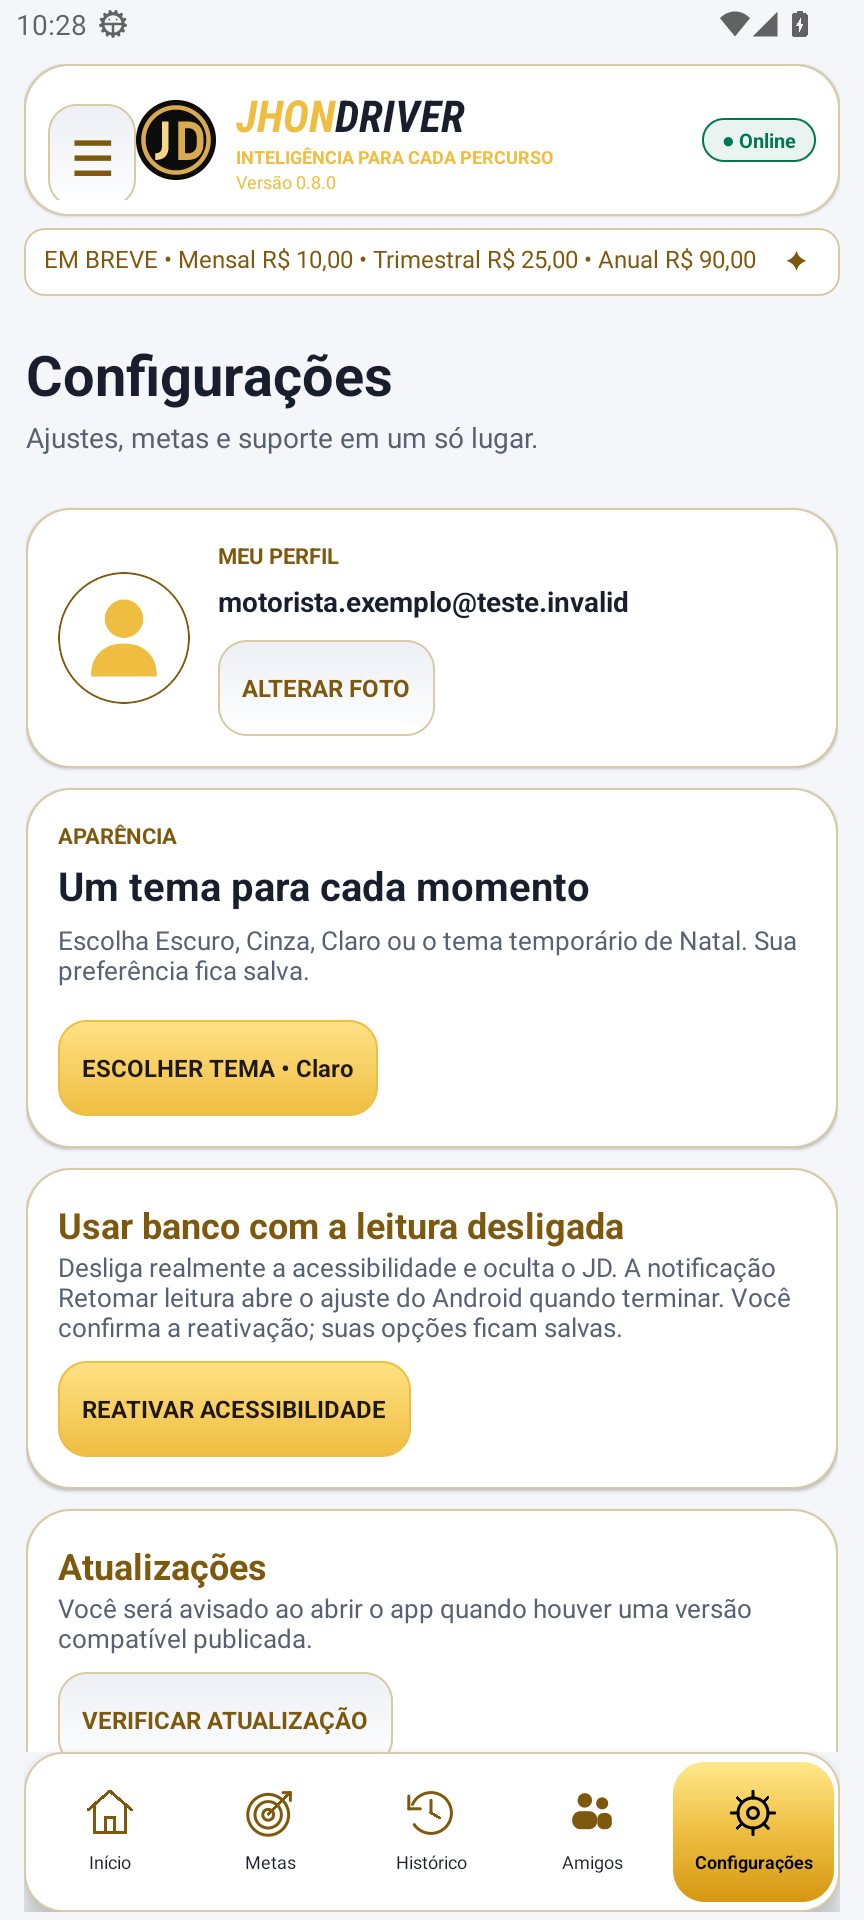 10:28
JD
JHONDRIVER
INTELIGÊNCIA PARA CADA PERCURSO
Versão 0.8.0
● Online
EM BREVE • Mensal R$ 10,00 • Trimestral R$ 25,00 • Anual R$ 90,00 ✦
Configurações
Ajustes, metas e suporte em um só lugar.
MEU PERFIL
motorista.exemplo@teste.invalid
ALTERAR FOTO
APARÊNCIA
Um tema para cada momento
Escolha Escuro, Cinza, Claro ou o tema temporário de Natal. Sua
preferência fica salva.
ESCOLHER TEMA • Claro
Usar banco com a leitura desligada
Desliga realmente a acessibilidade e oculta o JD. A notificação
Retomar leitura abre o ajuste do Android quando terminar. Você
confirma a reativação; suas opções ficam salvas.
REATIVAR ACESSIBILIDADE
Atualizações
Você será avisado ao abrir o app quando houver uma versão
compatível publicada.
VERIFICAR ATUALIZAÇÃO
Início
Metas
Histórico
Amigos
Configurações